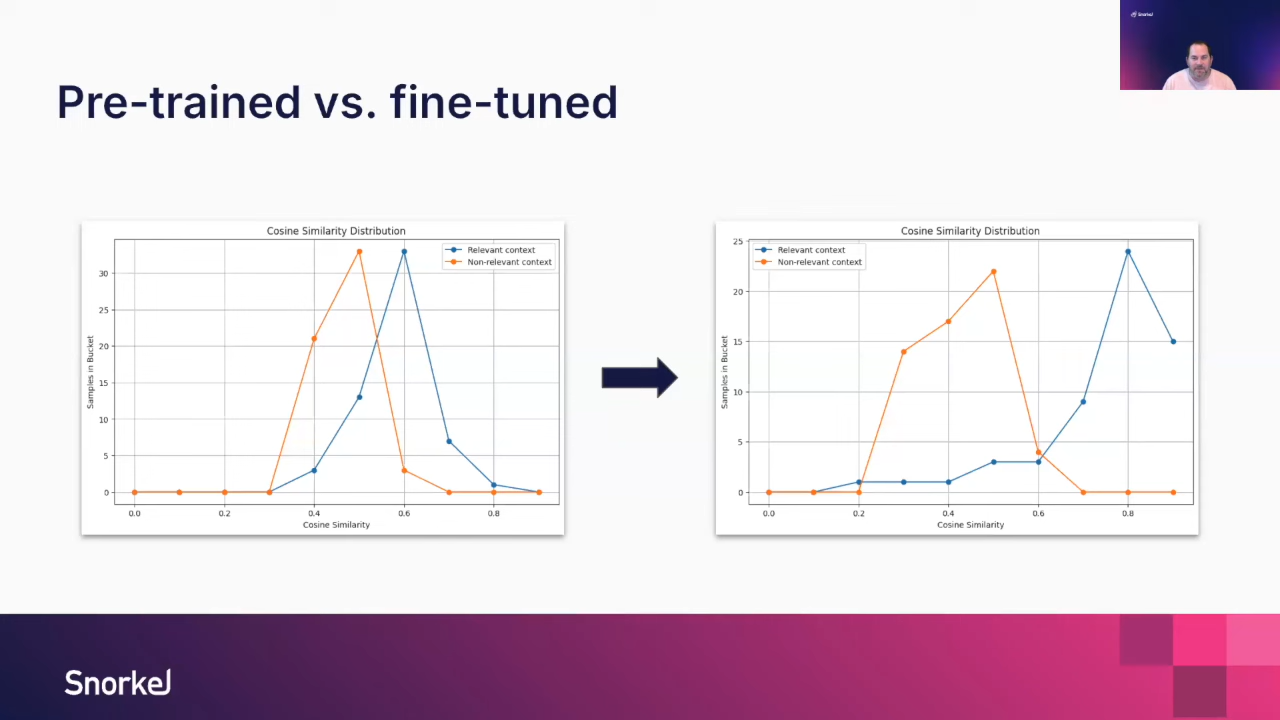 Snorkel
Pre-trained vs. fine-tuned
Cosine Similarity Distribution
Relevant context
Non-relevant context
Samples in Bucket
30
25
20
15
10
5
0
0.0 0.2 0.4 0.6 0.8
Cosine Similarity
Cosine Similarity Distribution
Relevant context
Non-relevant context
Samples in Bucket
25
20
15
10
5
0
0.0 0.2 0.4 0.6 0.8
Cosine Similarity
Snorkel